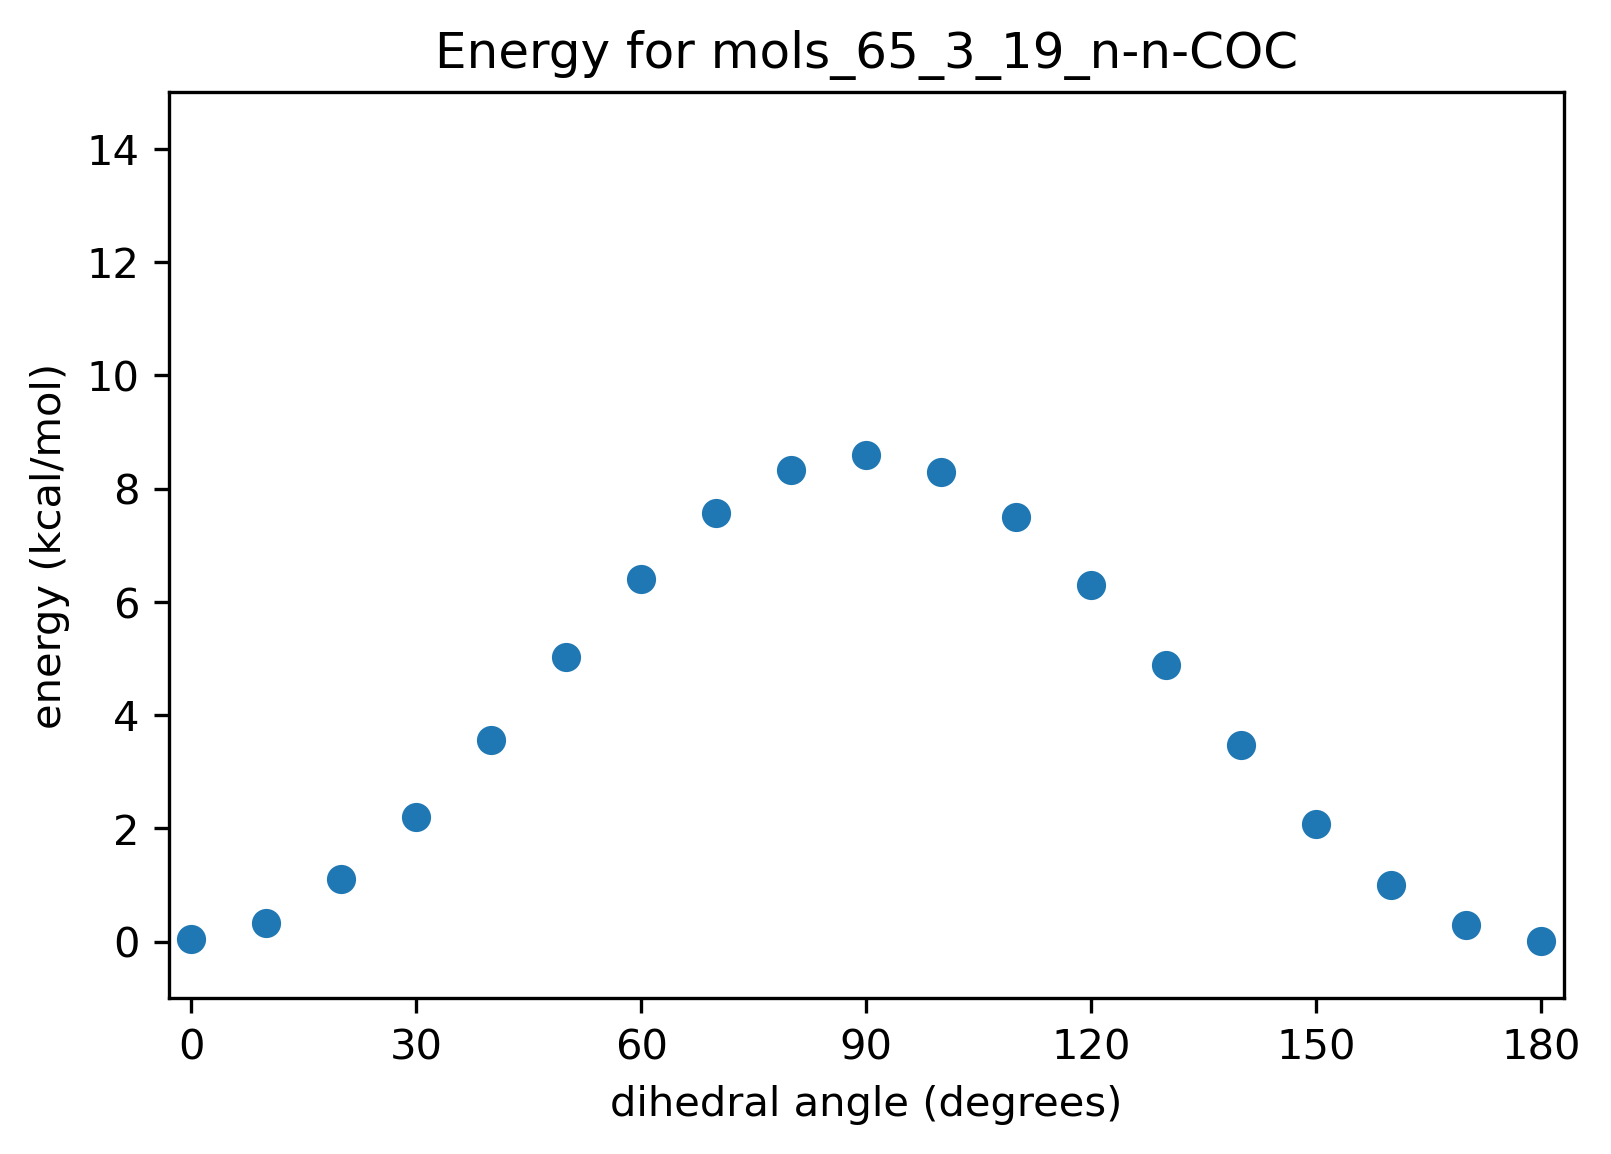 Energy for mols_65_3_19_n-n-COC
14
12
10
8
6
4
2
0
energy (kcal/mol)
0 30 60 90 120 150 180
dihedral angle (degrees)